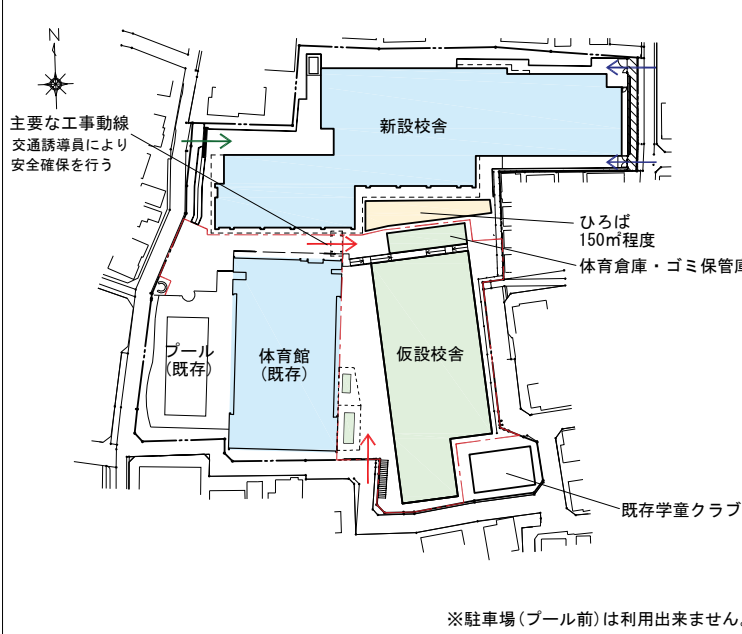 N
主要な工事動線
交通誘導員により
安全確保を行う
新設校舎
ひろば
150㎡程度
体育倉庫・ゴミ保管庫
プール
(既存)
体育館
(既存)
仮設校舎
既存学童クラブ
※駐車場(プール前)は利用出来ません。